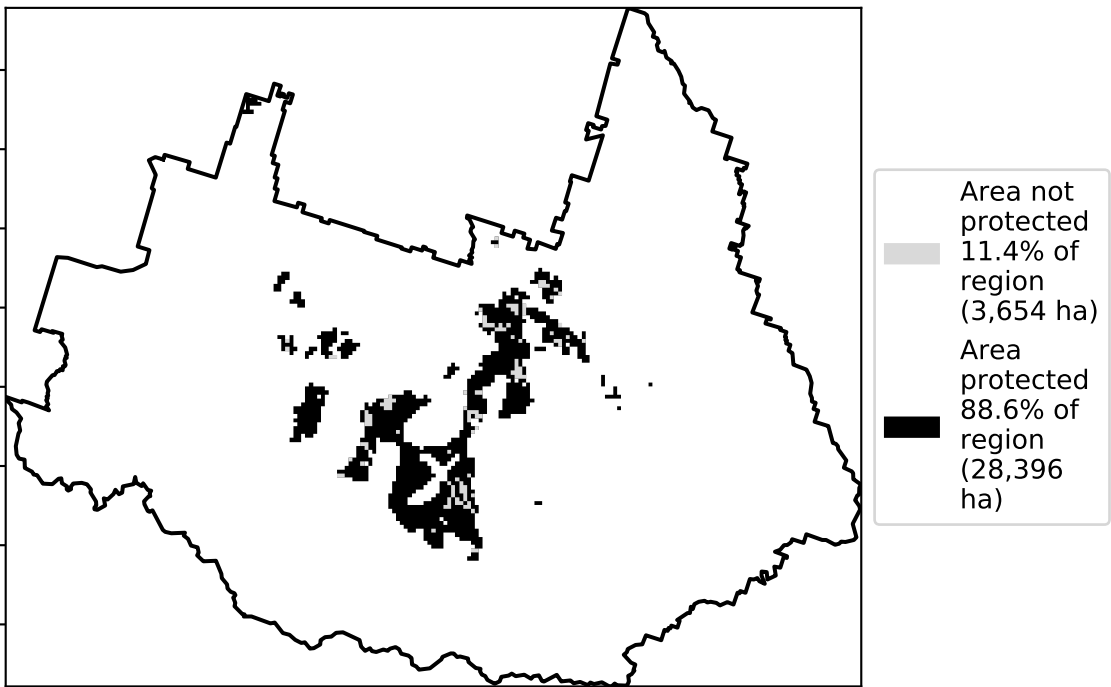 Area not
protected
11.4% of
region
(3,654 ha)
Area
protected
88.6% of
region
(28,396
ha)